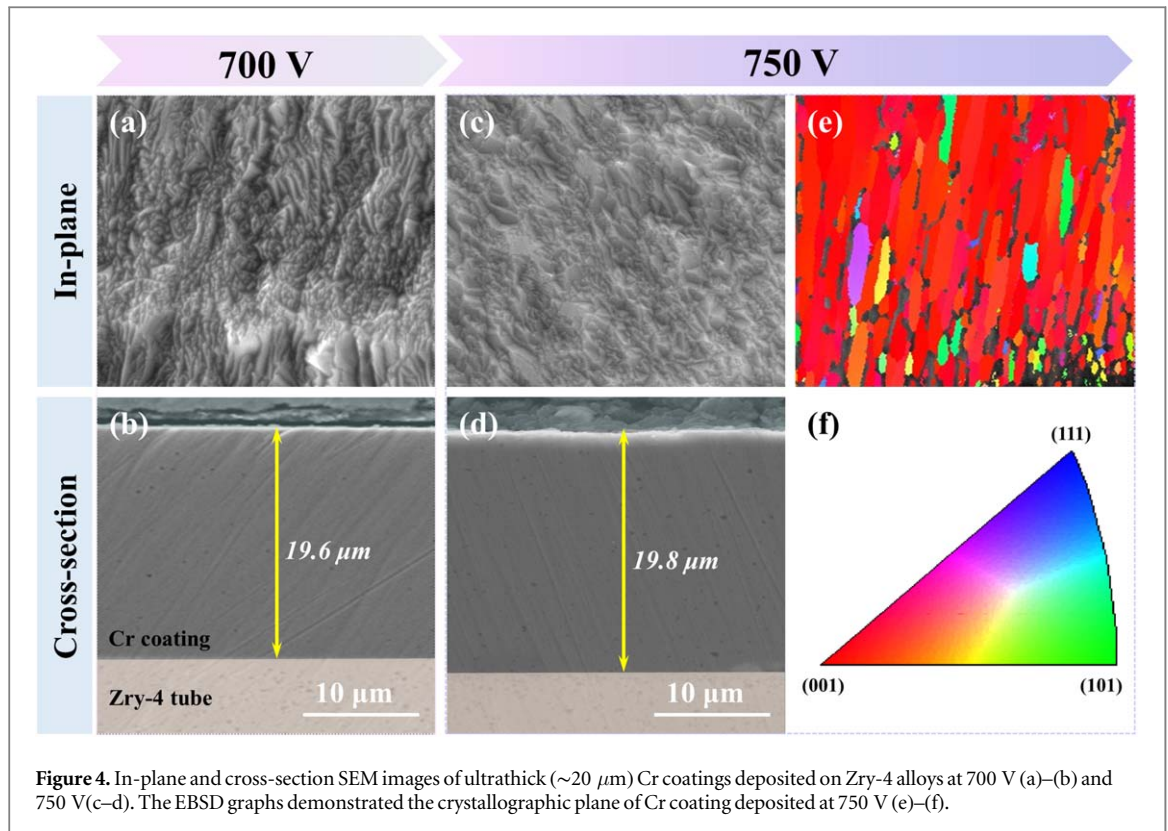 700 V
750 V
In-plane
(a)
(c)
(e)
Cross-section
(b)
19.6 μm
Cr coating
Zry-4 tube
10 μm
(d)
19.8 μm
10 μm
(f)
(111)
(001)
(101)
Figure 4. In-plane and cross-section SEM images of ultrathick (∼20 μm) Cr coatings deposited on Zry-4 alloys at 700 V (a)–(b) and
750 V(c–d). The EBSD graphs demonstrated the crystallographic plane of Cr coating deposited at 750 V (e)–(f).